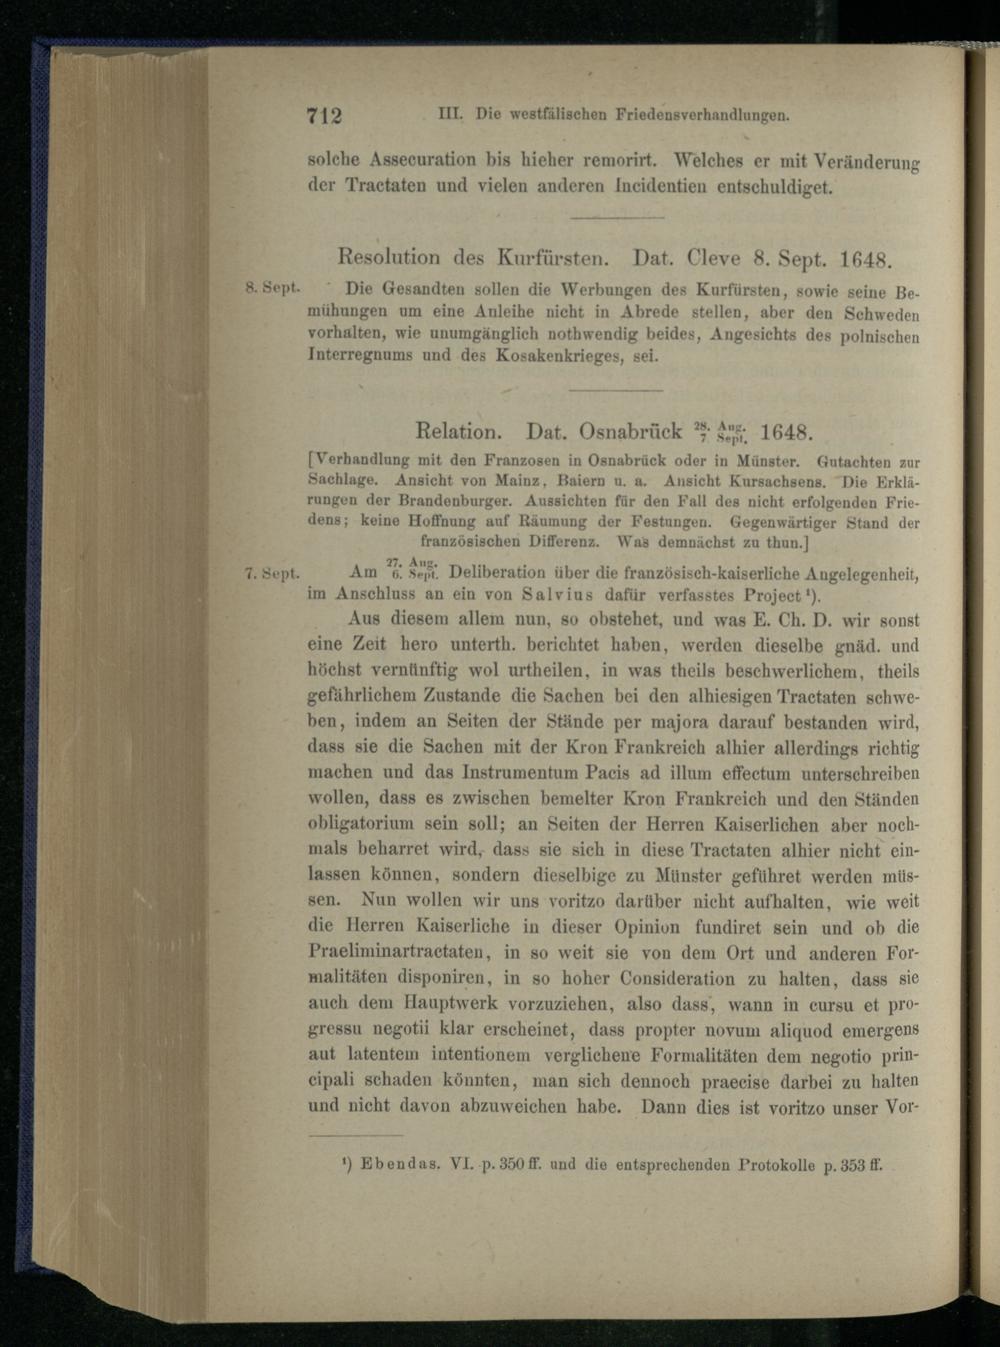 712 III. Die westfälischen Friedensverhandlungen.
solche Assecuration bis hieher remorirt. Welches er mit Veränderung
der Tractaten und vielen anderen Incidentien entschuldiget.
Resolution des Kurfürsten. Dat. Cleve 8. Sept. 1648.
8. Sept. Die Gesandten sollen die Werbungen des Kurfürsten, sowie seine Be-
mühungen um eine Anleihe nicht in Abrede stellen, aber den Schweden
vorhalten, wie unumgänglich nothwendig beides, Angesichts des polnischen
Interregnums und des Kosakenkrieges, sei.
Relation. Dat. Osnabrück 28. Aug. / 7 Sept. 1648.
[Verhandlung mit den Franzosen in Osnabrück oder in Münster. Gutachten zur
Sachlage. Ansicht von Mainz, Baiern u. a. Ansicht Kursachsens. Die Erklä-
rungen der Brandenburger. Aussichten für den Fall des nicht erfolgenden Frie-
dens; keine Hoffnung auf Räumung der Festungen. Gegenwärtiger Stand der
französischen Differenz. Was demnächst zu thun.]
7. Sept. Am 27. Aug. / 6. Sept. Deliberation über die französisch-kaiserliche Angelegenheit,
im Anschluss an ein von Salvius dafür verfasstes Project ¹).
Aus diesem allem nun, so obstehet, und was E. Ch. D. wir sonst
eine Zeit hero unterth. berichtet haben, werden dieselbe gnäd. und
höchst vernünftig wol urtheilen, in was theils beschwerlichem, theils
gefährlichem Zustande die Sachen bei den alhiesigen Tractaten schwe-
ben, indem an Seiten der Stände per majora darauf bestanden wird,
dass sie die Sachen mit der Kron Frankreich alhier allerdings richtig
machen und das Instrumentum Pacis ad illum effectum unterschreiben
wollen, dass es zwischen bemelter Kron Frankreich und den Ständen
obligatorium sein soll; an Seiten der Herren Kaiserlichen aber noch-
mals beharret wird, dass sie sich in diese Tractaten alhier nicht ein-
lassen können, sondern dieselbige zu Münster geführet werden müs-
sen. Nun wollen wir uns voritzo darüber nicht aufhalten, wie weit
die Herren Kaiserliche in dieser Opinion fundiret sein und ob die
Praeliminartractaten, in so weit sie von dem Ort und anderen For-
malitäten disponiren, in so hoher Consideration zu halten, dass sie
auch dem Hauptwerk vorzuziehen, also dass, wann in cursu et pro-
gressu negotii klar erscheinet, dass propter novum aliquod emergens
aut latentem intentionem verglichene Formalitäten dem negotio prin-
cipali schaden könnten, man sich dennoch praecise darbei zu halten
und nicht davon abzuweichen habe. Dann dies ist voritzo unser Vor-
¹) Ebendas. VI. p. 350 ff. und die entsprechenden Protokolle p. 353 ff.